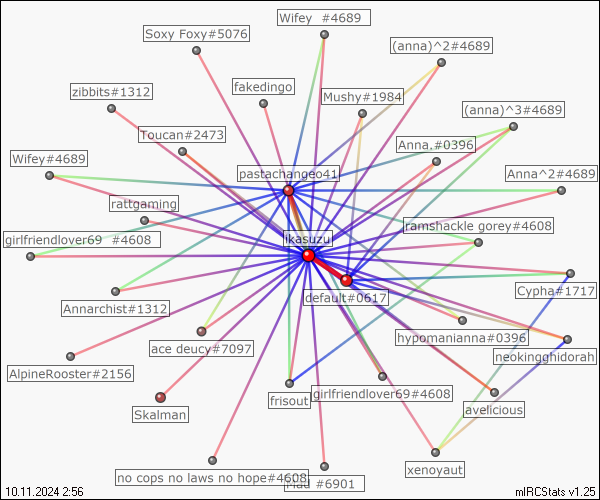 Wifey #4689
Soxy Foxy#5076
(anna)^2#4689
fakedingo
zibbits#1312
Mushy#1984
(anna)^3#4689
Toucan#2473
Anna.#0396
Wifey#4689
pastachangeo41
Anna^2#4689
rattgaming
ramshackle gorey#4608
girlfriendlover69 #4608
ikasuzu
Cypha#1717
default#0617
Annarchist#1312
hypomanianna#0396
ace deucy#7097
neokingghidorah
AlpineRooster#2156
girlfriendlover69#4608
frisout
avelicious
Skalman
xenoyaut
no cops no laws no hope#4608
#6901
10.11.2024 2:56
mIRCStats v1.25